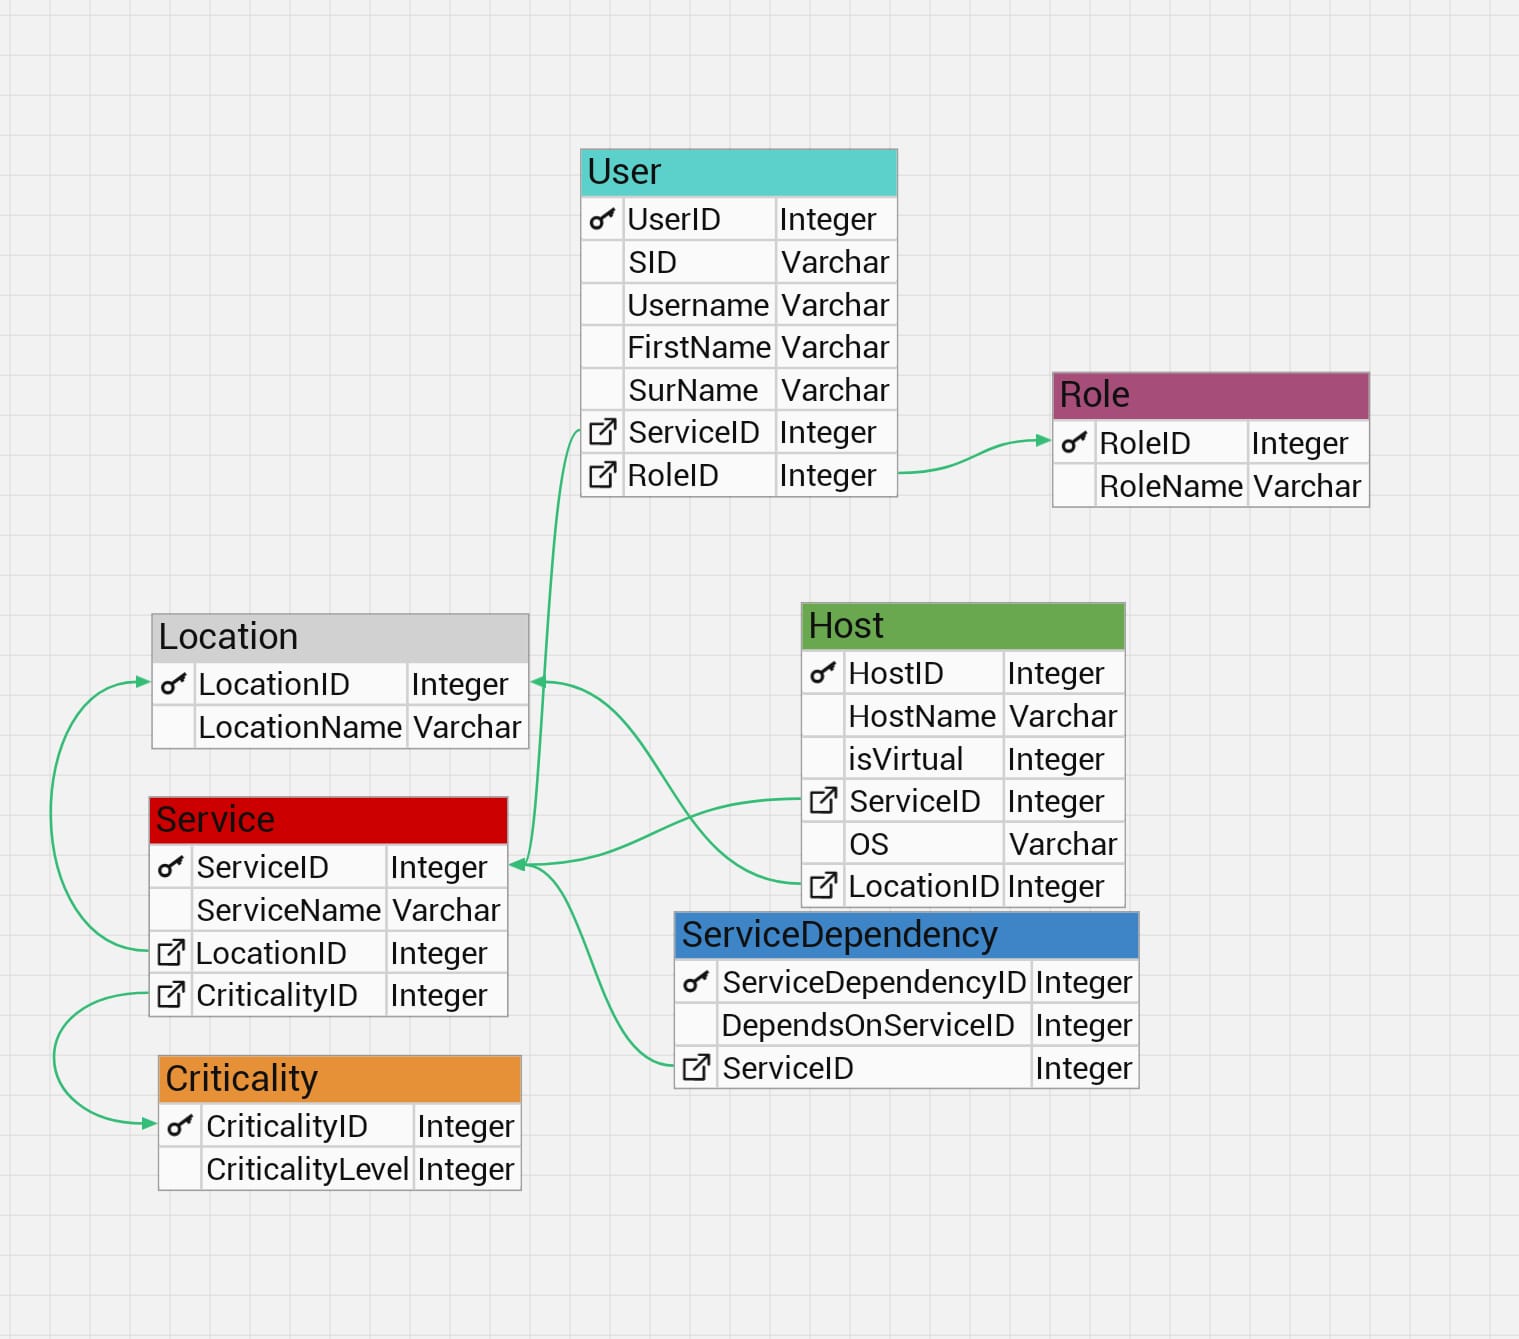 User
UserID Integer
SID Varchar
Username Varchar
FirstName Varchar
SurName Varchar
ServiceID Integer
RoleID Integer
Role
RoleID Integer
RoleName Varchar
Location
LocationID Integer
LocationName Varchar
Host
HostID Integer
HostName Varchar
isVirtual Integer
ServiceID Integer
OS Varchar
LocationID Integer
Service
ServiceID Integer
ServiceName Varchar
LocationID Integer
CriticalityID Integer
ServiceDependency
ServiceDependencyID Integer
DependsOnServiceID Integer
ServiceID Integer
Criticality
CriticalityID Integer
CriticalityLevel Integer